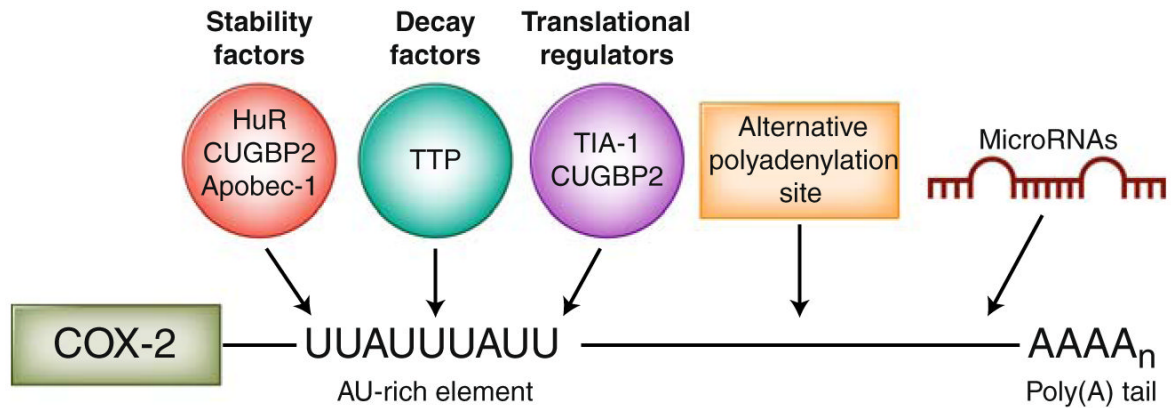 Stability
factors
Decay
factors
Translational
regulators
HuR
CUGBP2
Apobec-1
TTP
TIA-1
CUGBP2
Alternative
polyadenylation
site
MicroRNAs
COX-2
UUAUUUAUU
AAAAn
AU-rich element
Poly(A) tail